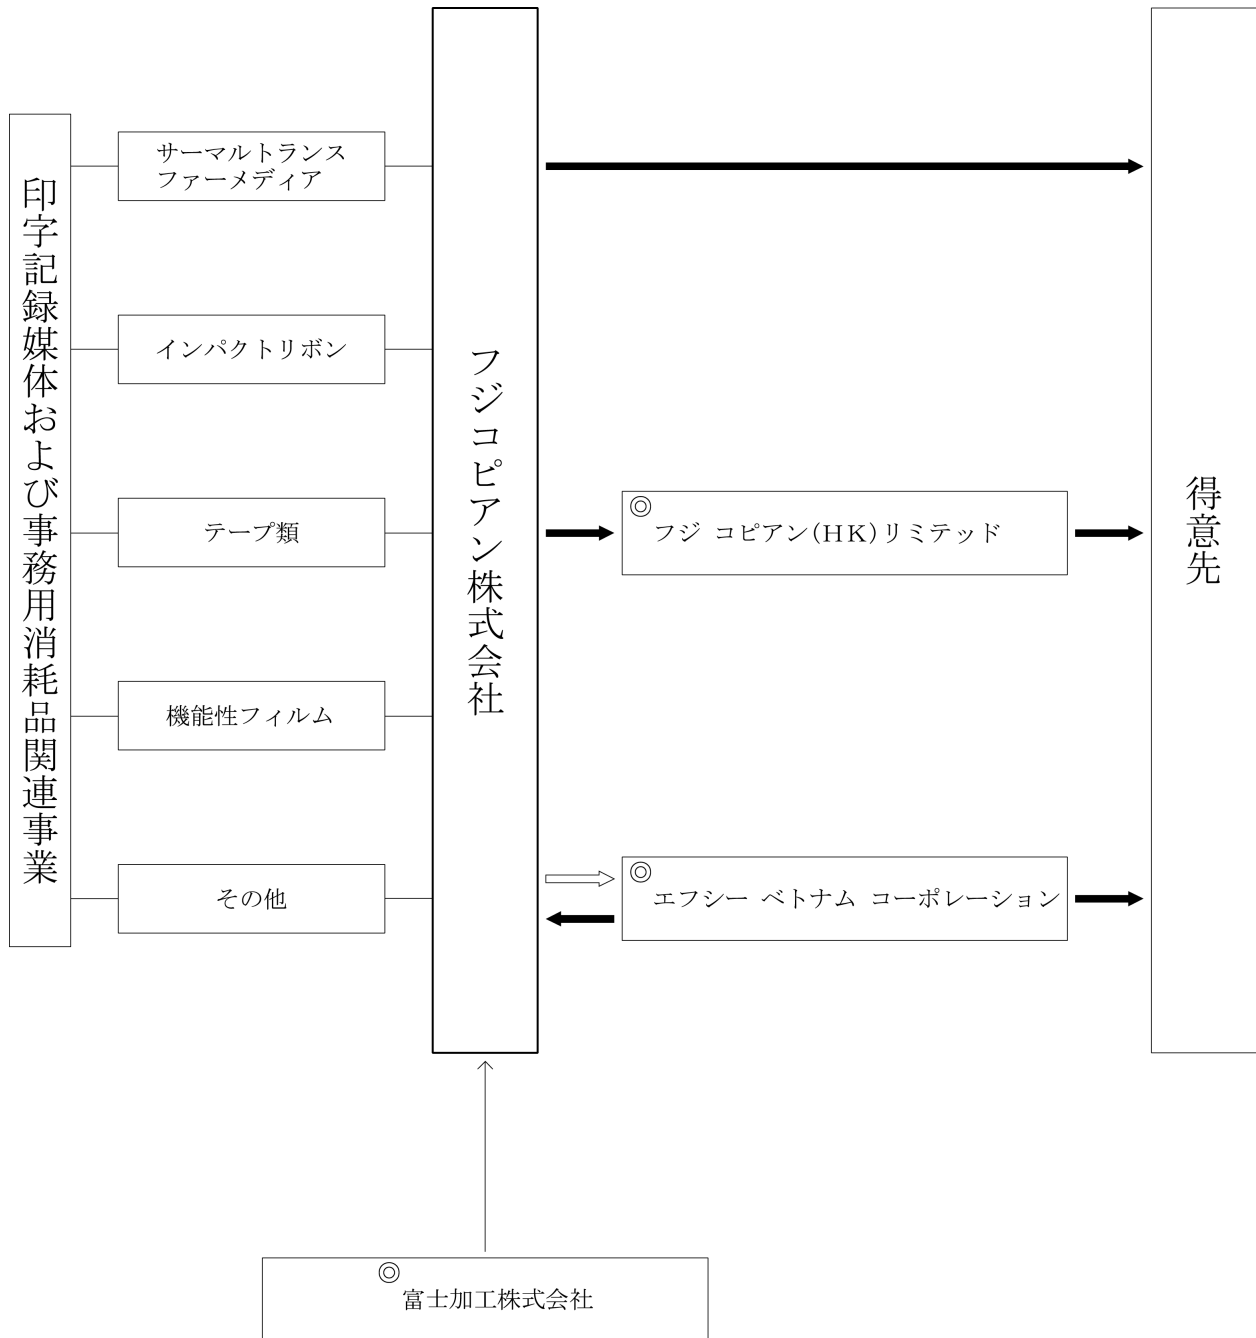 印字記録媒体および事務用消耗品関連事業
サーマルトランス
ファーメディア
インパクトリボン
テープ類
機能性フィルム
その他
フジコピアン株式会社
◎
フジ コピアン(HK)リミテッド
◎
エフシー ベトナム コーポレーション
得意先
◎
富士加工株式会社